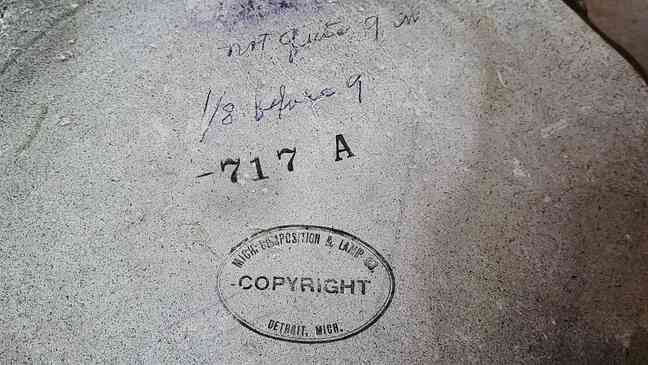 not quite 9 in
1/8 before 9
-717 A
MICH. COMPOSITION & LAMP CO.
-COPYRIGHT
DETROIT, MICH.